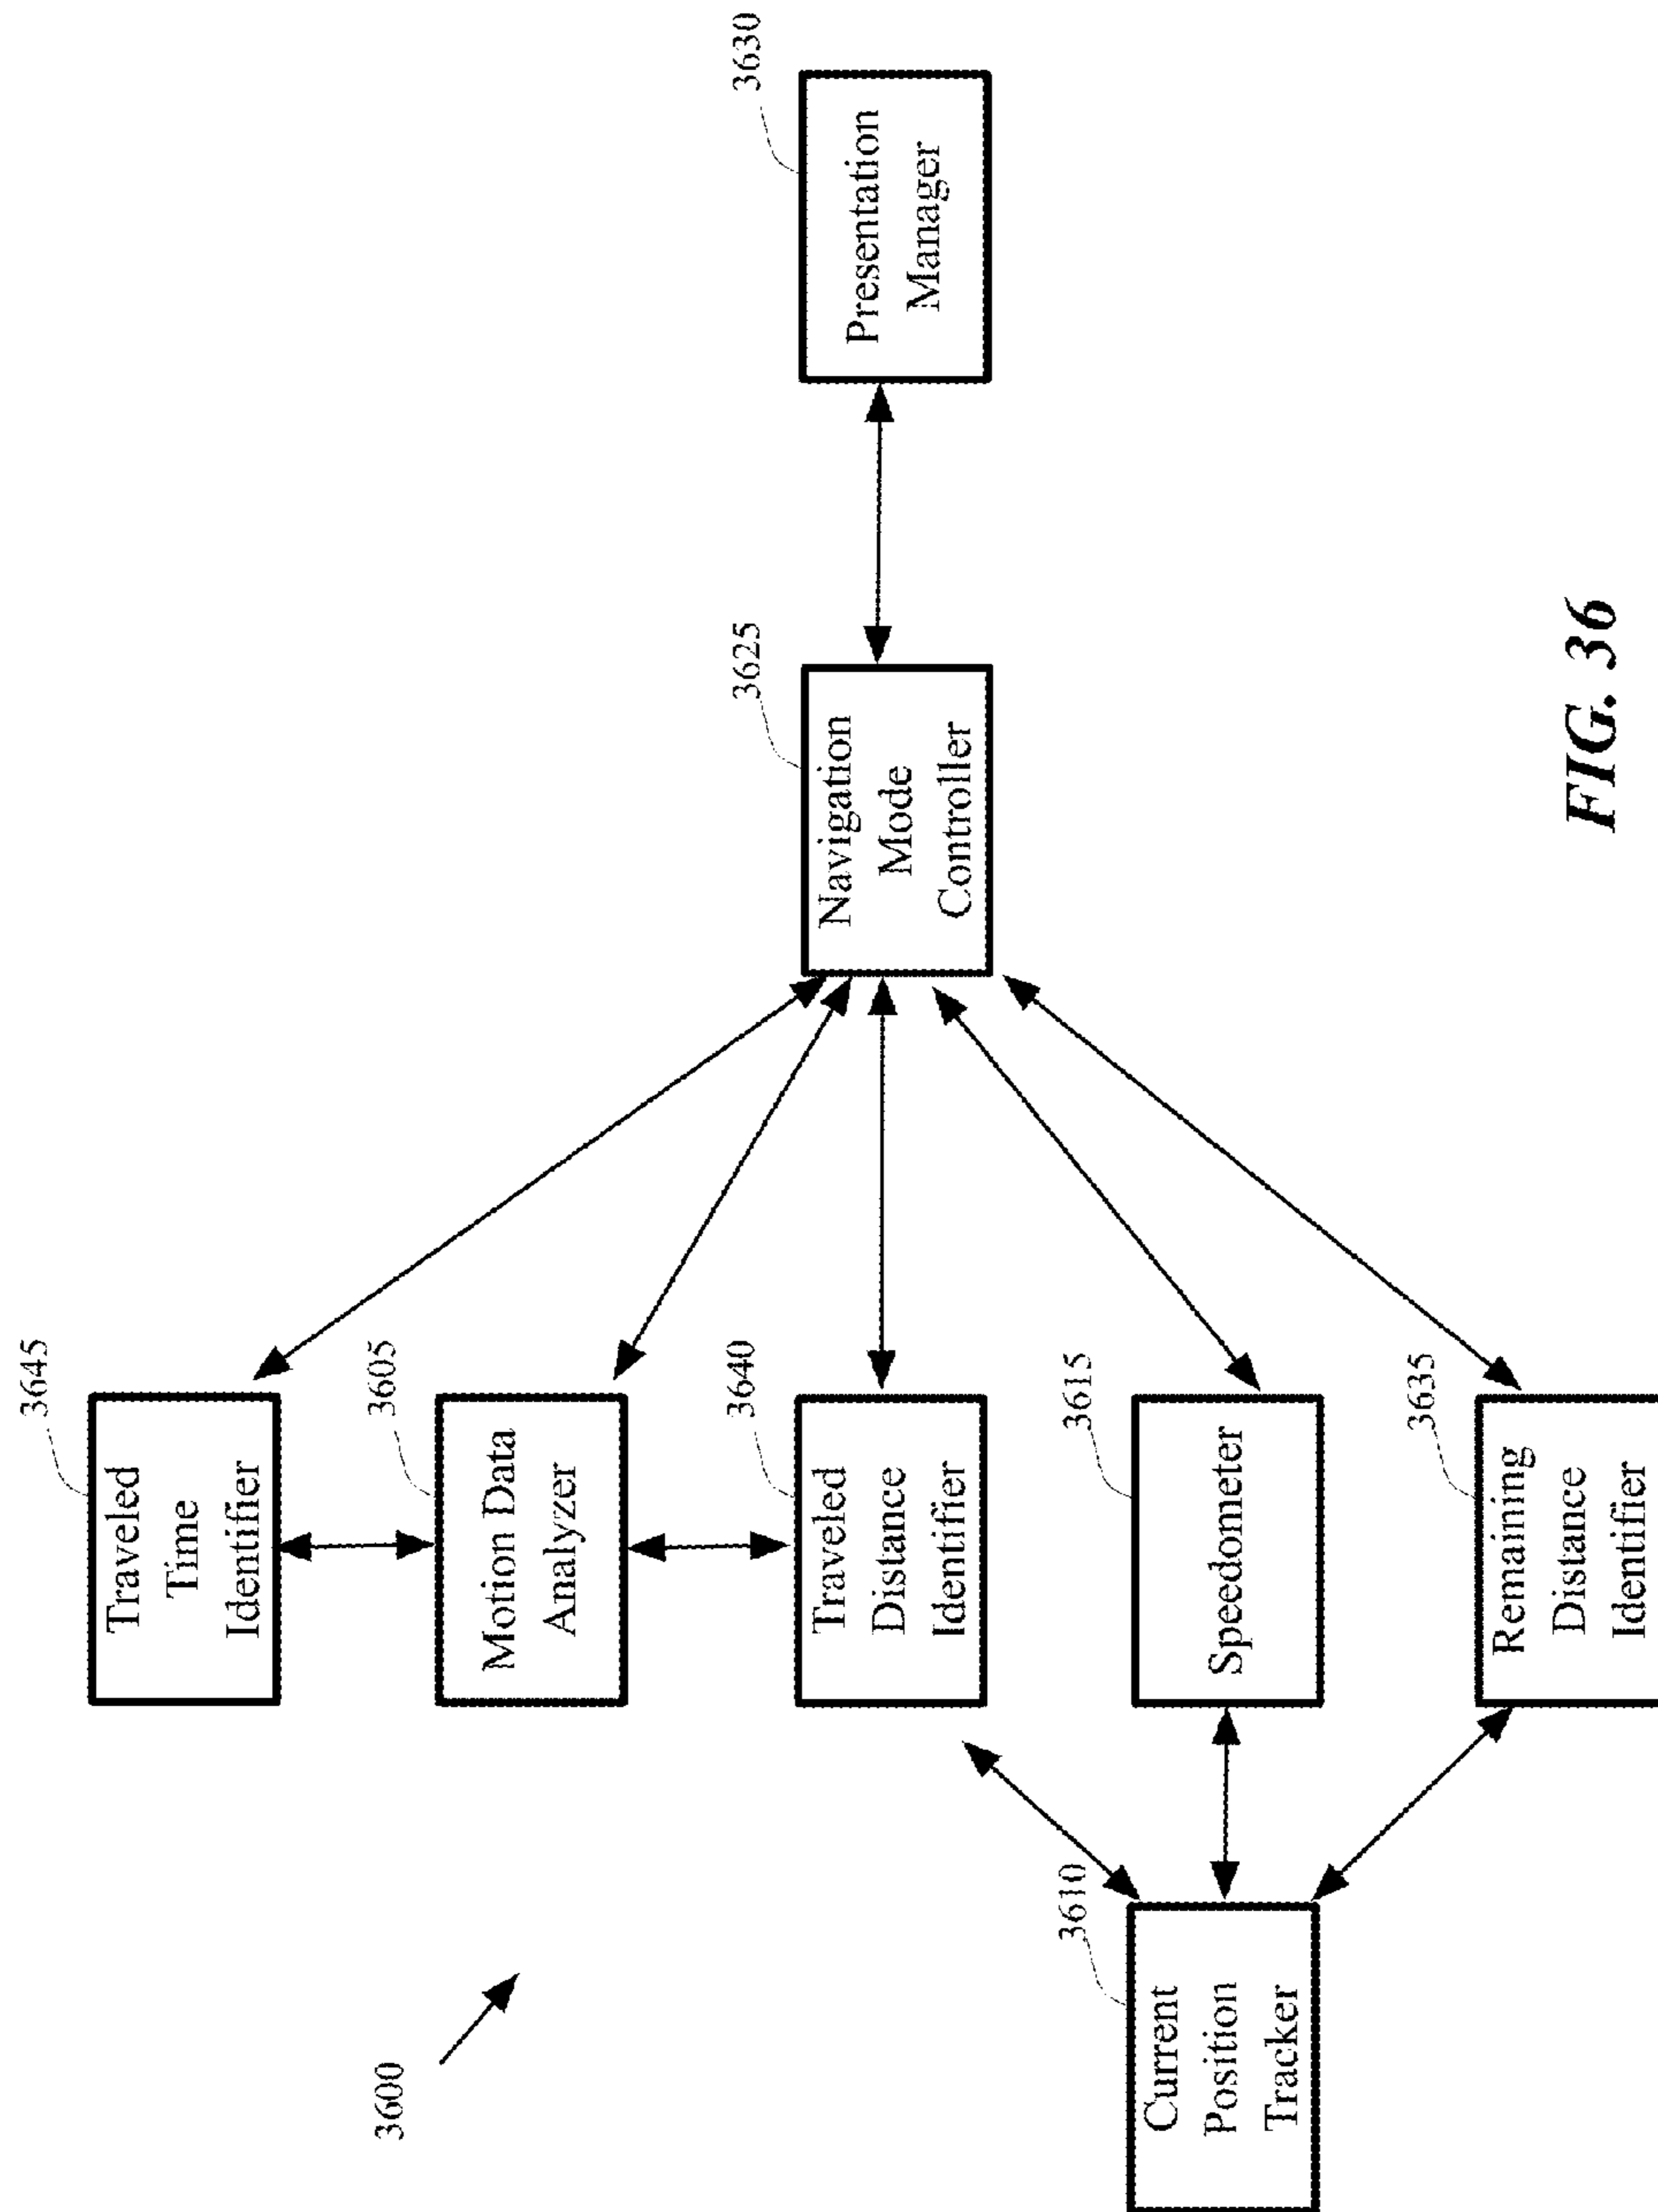 3600
3645
Traveled
Time
Identifier
3605
Motion Data
Analyzer
3640
Traveled
Distance
Identifier
3610
Current
Position
Tracker
3615
Speedometer
3635
Remaining
Distance
Identifier
3625
Navigation
Mode
Controller
3630
Presentation
Manager
FIG. 36